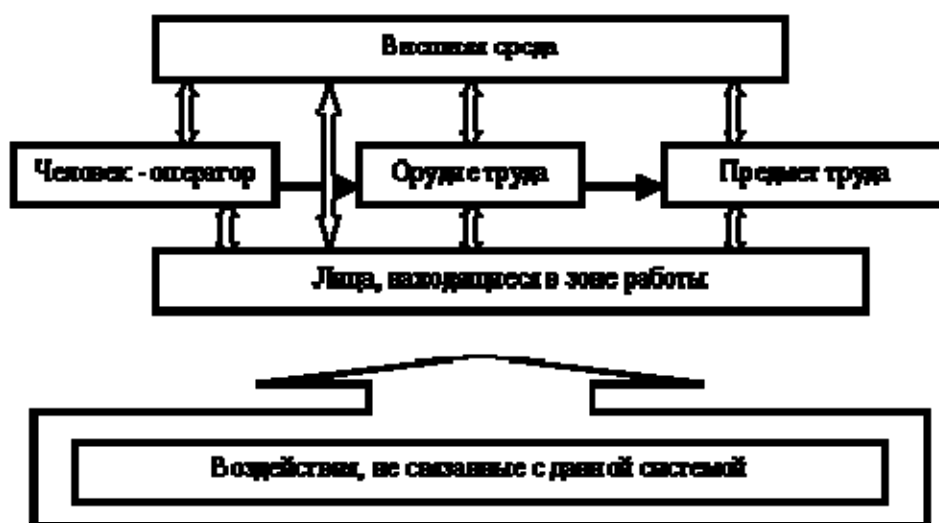 Внешняя среда
Человек - оператор
Орудие труда
Предмет труда
Лица, находящиеся в зоне работы
Воздействия, не связанные с данной системой